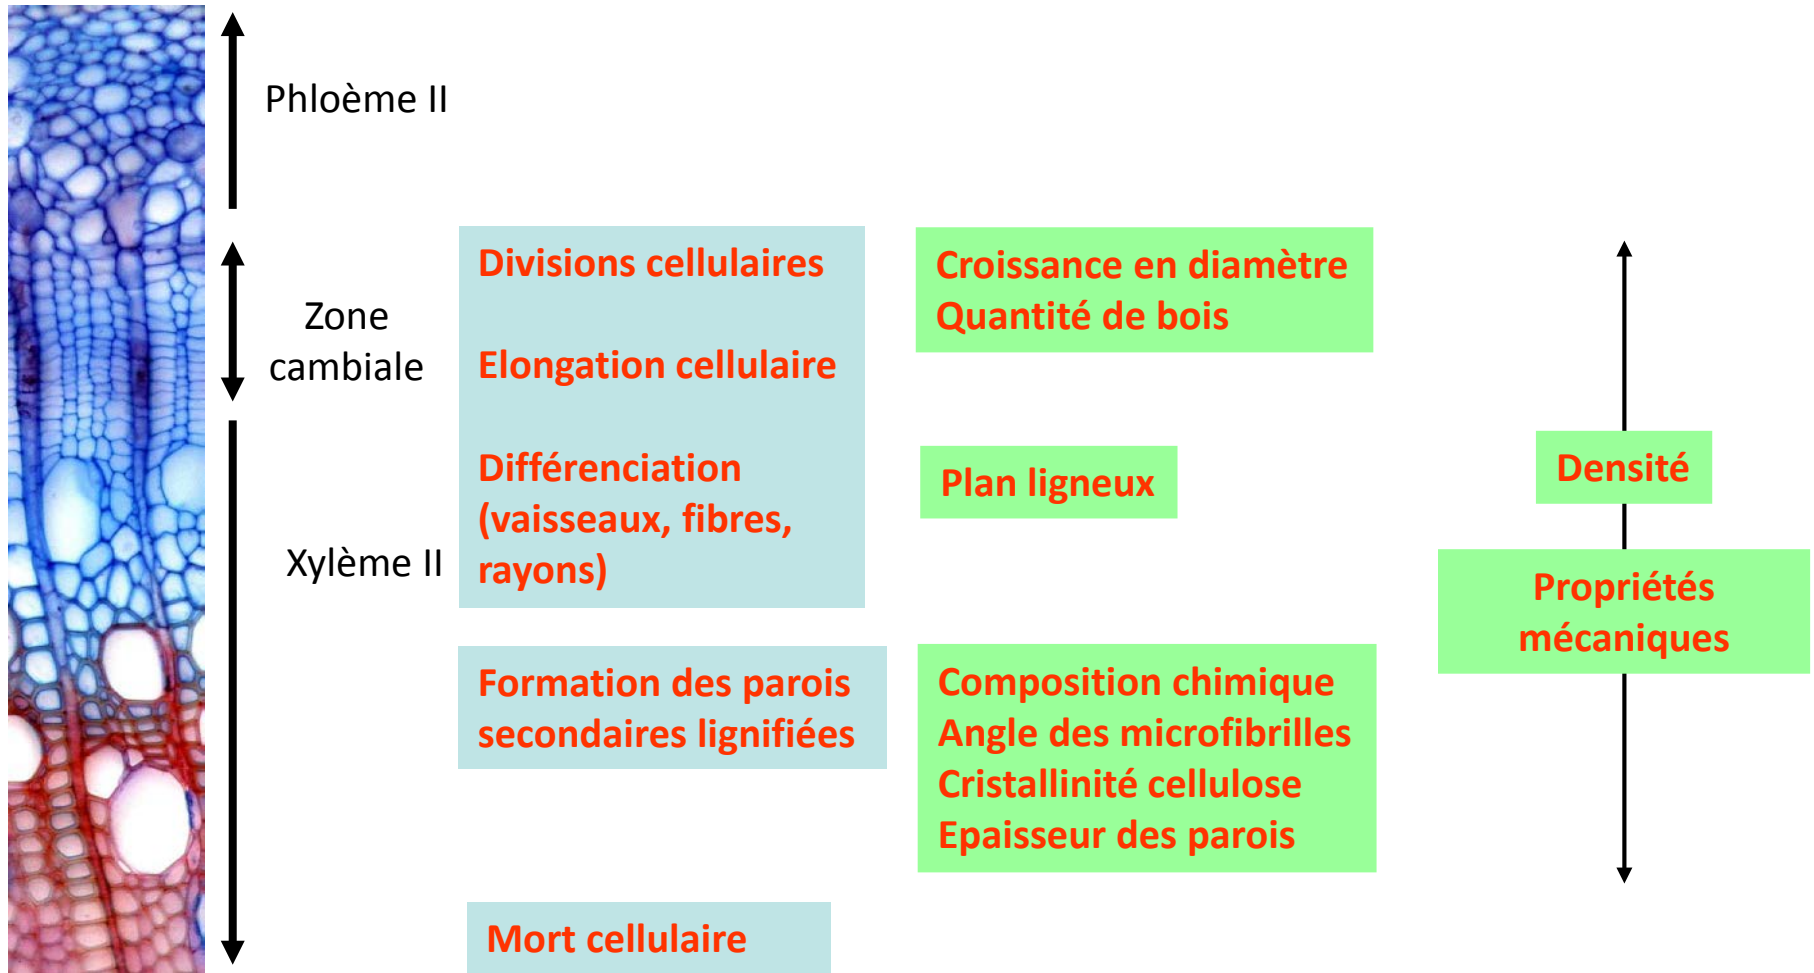 Phloème II
Zone
cambiale
Xylème II
Divisions cellulaires
Elongation cellulaire
Différenciation
(vaisseaux, fibres,
rayons)
Formation des parois
secondaires lignifiées
Mort cellulaire
Croissance en diamètre
Quantité de bois
Plan ligneux
Composition chimique
Angle des microfibrilles
Cristallinité cellulose
Epaisseur des parois
Densité
Propriétés
mécaniques